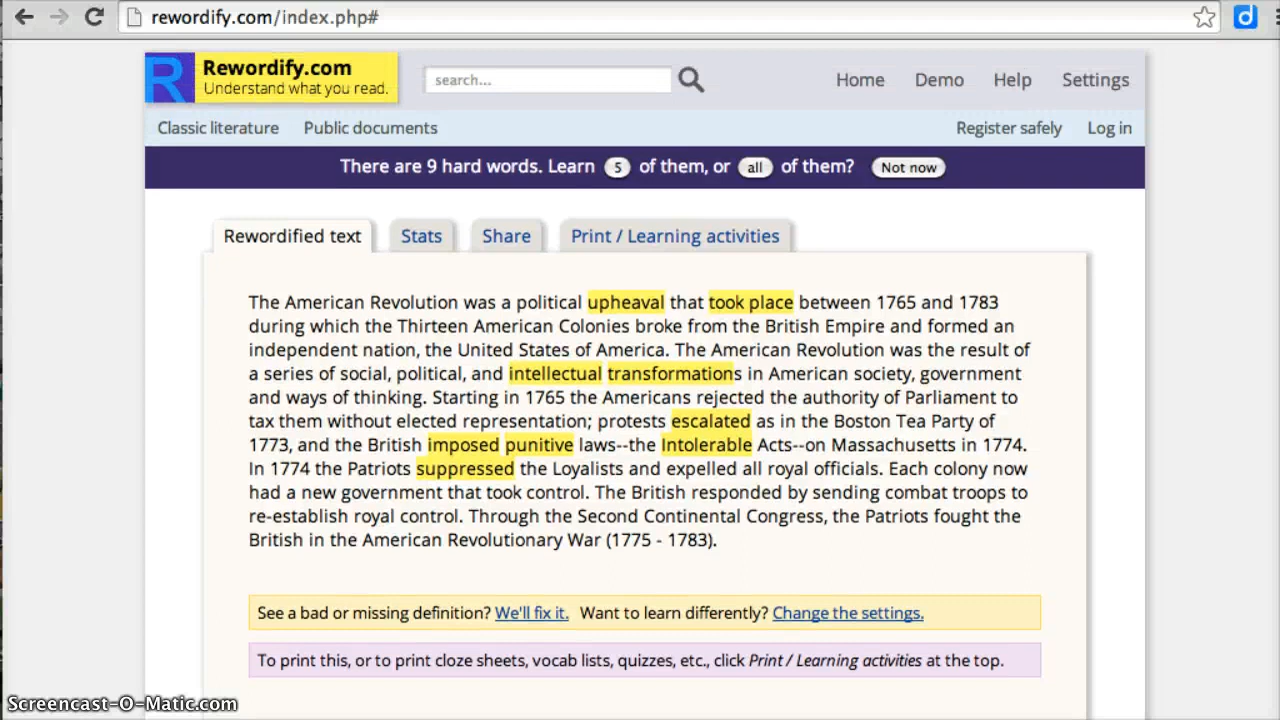 rewordify.com/index.php#
d
R
Rewordify.com
Understand what you read.
search...
Home Demo Help Settings
Classic literature Public documents Register safely Log in
There are 9 hard words. Learn 5 of them, or all of them? Not now
Rewordified text Stats Share Print / Learning activities
The American Revolution was a political upheaval that took place between 1765 and 1783
during which the Thirteen American Colonies broke from the British Empire and formed an
independent nation, the United States of America. The American Revolution was the result of
a series of social, political, and intellectual transformations in American society, government
and ways of thinking. Starting in 1765 the Americans rejected the authority of Parliament to
tax them without elected representation; protests escalated as in the Boston Tea Party of
1773, and the British imposed punitive laws--the Intolerable Acts--on Massachusetts in 1774.
In 1774 the Patriots suppressed the Loyalists and expelled all royal officials. Each colony now
had a new government that took control. The British responded by sending combat troops to
re-establish royal control. Through the Second Continental Congress, the Patriots fought the
British in the American Revolutionary War (1775 - 1783).
See a bad or missing definition? We'll fix it. Want to learn differently? Change the settings.
To print this, or to print cloze sheets, vocab lists, quizzes, etc., click Print / Learning activities at the top.
Screencast-O-Matic.com